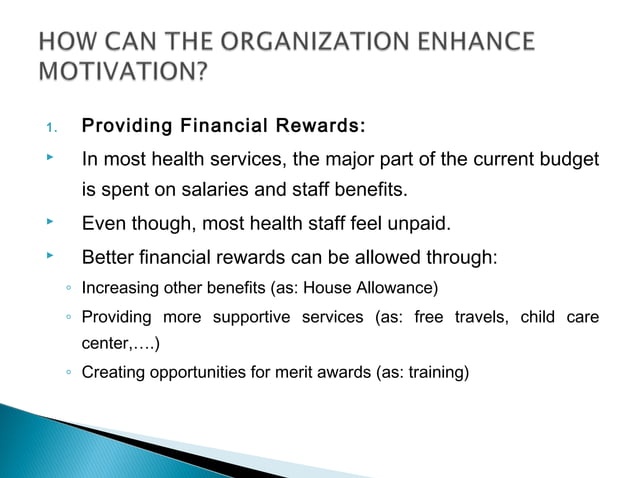 HOW CAN THE ORGANIZATION ENHANCE
MOTIVATION?
1. Providing Financial Rewards:
In most health services, the major part of the current budget
is spent on salaries and staff benefits.
Even though, most health staff feel unpaid.
Better financial rewards can be allowed through:
Increasing other benefits (as: House Allowance)
Providing more supportive services (as: free travels, child care
center,….)
Creating opportunities for merit awards (as: training)